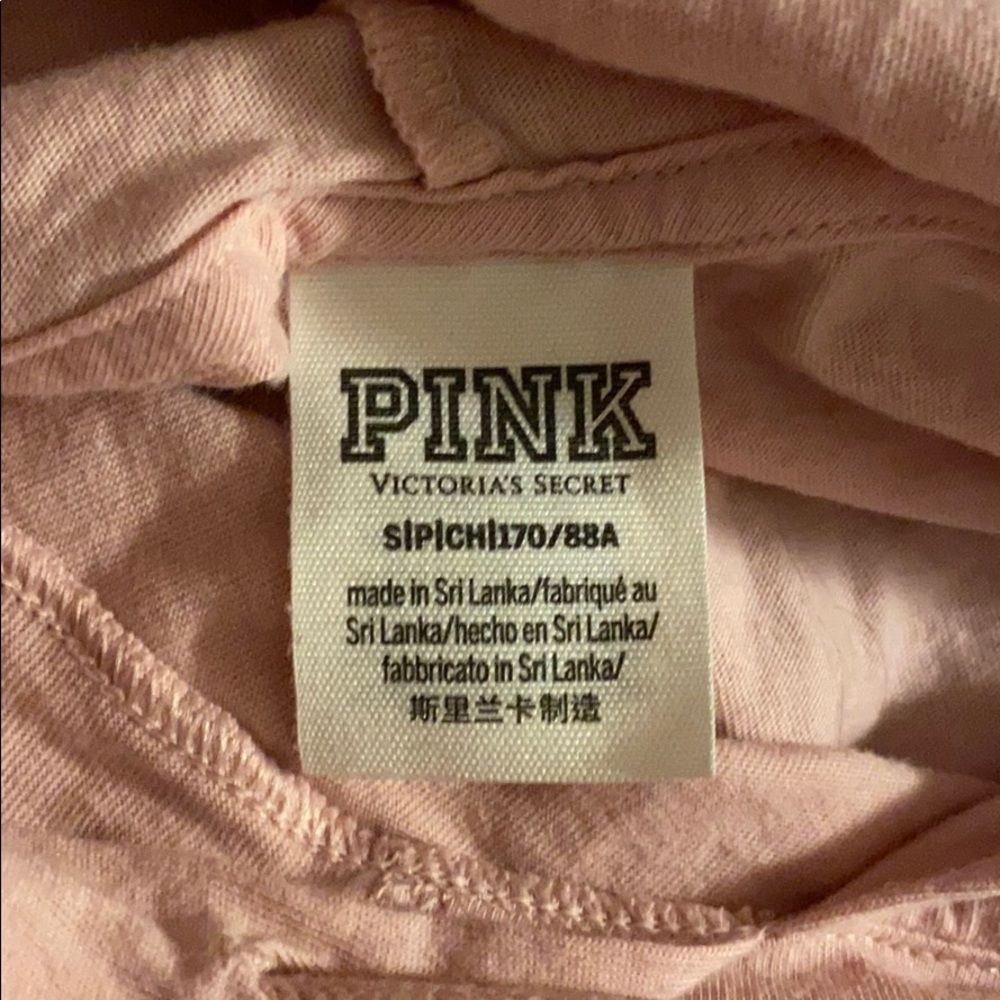 PINK
VICTORIA'S SECRET
S|P|CH|170/88A
made in Sri Lanka/fabriqué au
Sri Lanka/hecho en Sri Lanka/
fabbricato in Sri Lanka/
斯里兰卡制造